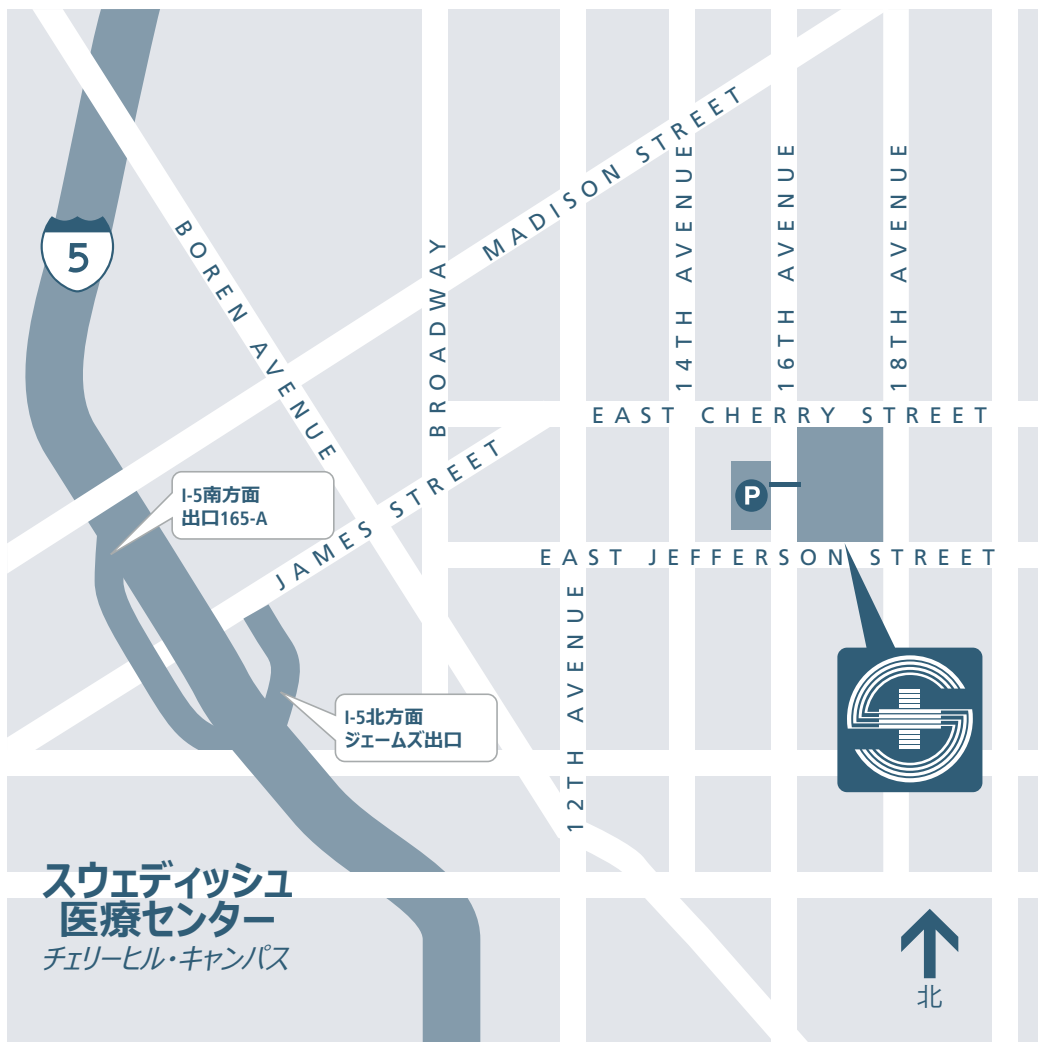 MADISON STREET
14TH AVENUE
16TH AVENUE
18TH AVENUE
5
BOREN AVENUE
BROADWAY
EAST CHERRY STREET
JAMES STREET
I-5南方面
出口165-A
P
EAST JEFFERSON STREET
12TH AVENUE
I-5北方面
ジェームズ出口
スウェディッシュ
医療センター
チェリーヒル・キャンパス
北